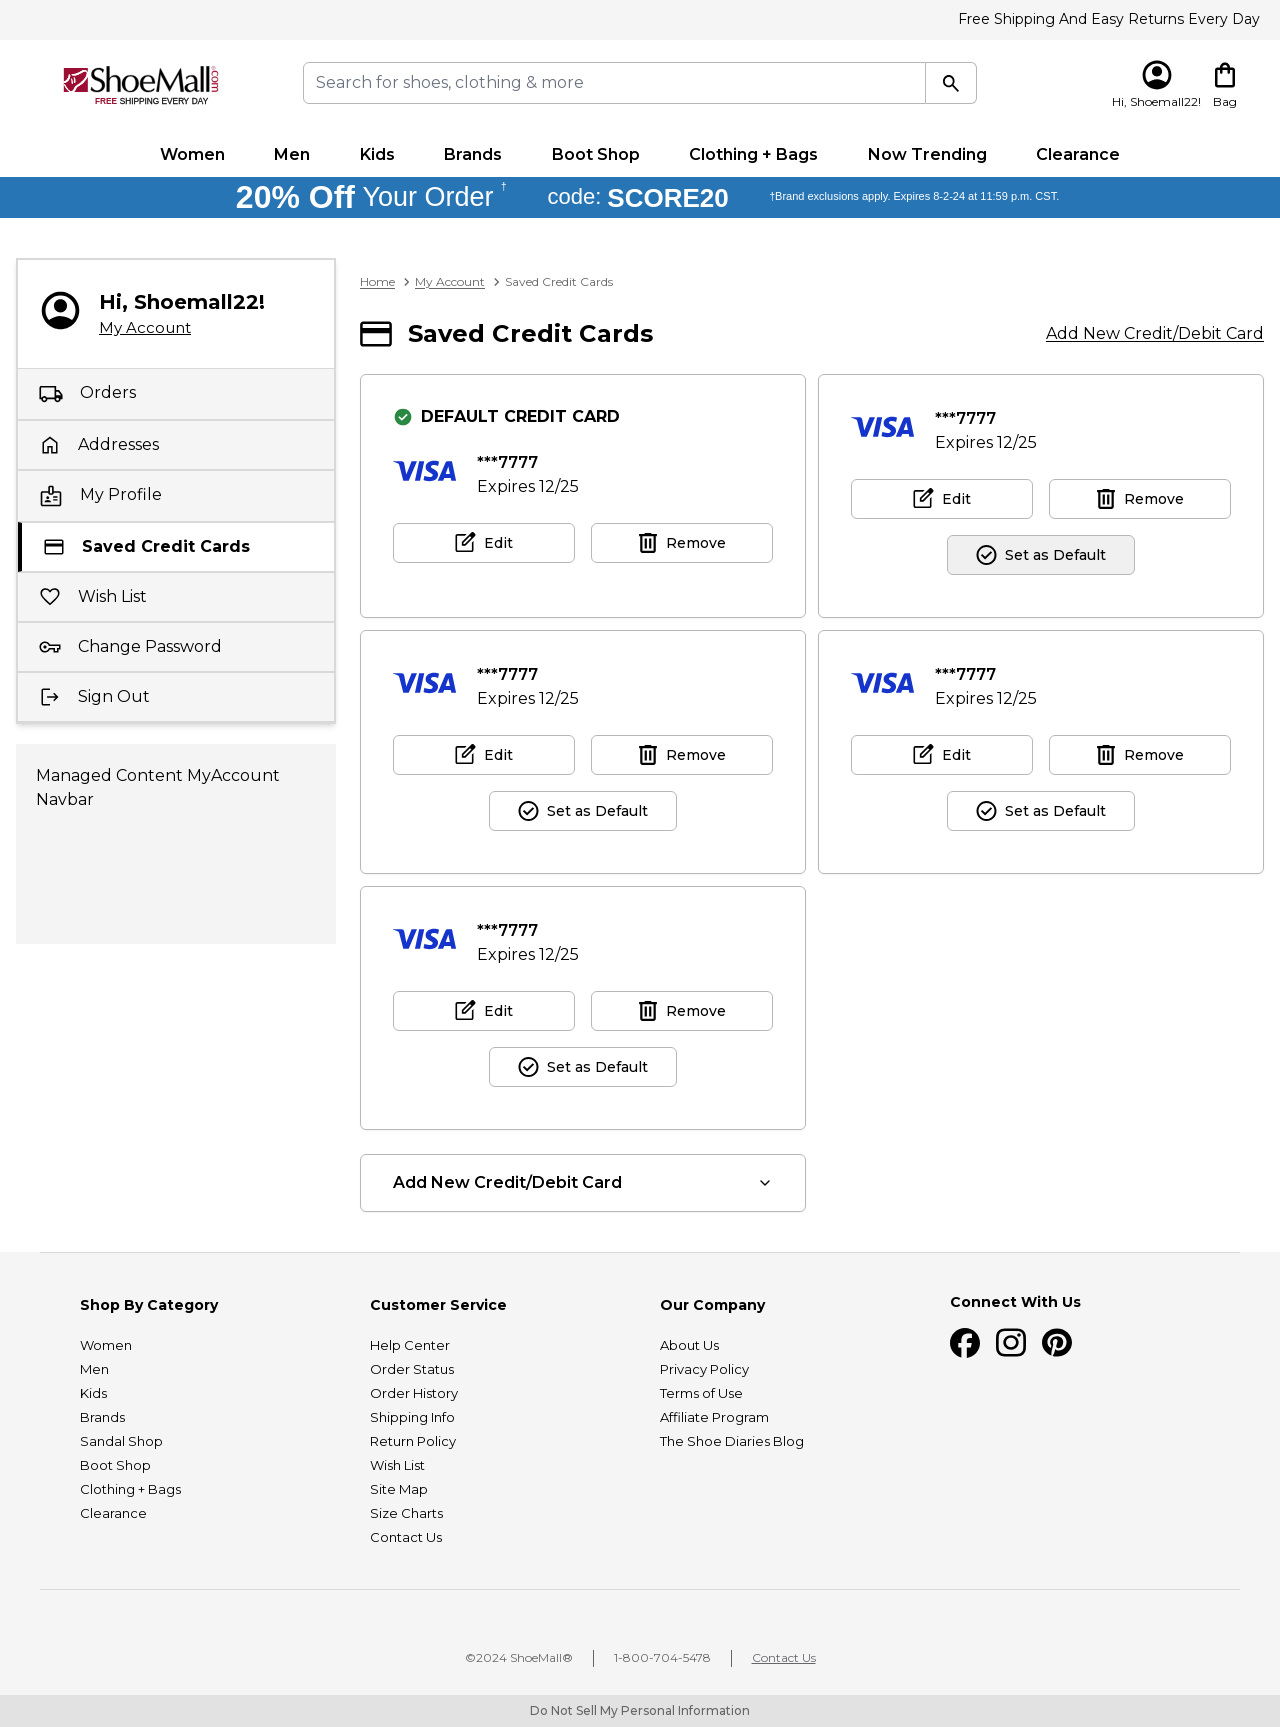 Free Shipping And Easy Returns Every Day
ShoeMall.com
FREE SHIPPING EVERY DAY
Search for shoes, clothing & more
Hi, Shoemall22!
Bag
Women Men Kids Brands Boot Shop Clothing + Bags Now Trending Clearance
20% Off Your Order † code: SCORE20 †Brand exclusions apply. Expires 8-2-24 at 11:59 p.m. CST.
Hi, Shoemall22!
My Account
Orders
Addresses
My Profile
Saved Credit Cards
Wish List
Change Password
Sign Out
Managed Content MyAccount
Navbar
Home > My Account > Saved Credit Cards
Saved Credit Cards
Add New Credit/Debit Card
DEFAULT CREDIT CARD
VISA
***7777
Expires 12/25
Edit
Remove
VISA
***7777
Expires 12/25
Edit
Remove
Set as Default
VISA
***7777
Expires 12/25
Edit
Remove
Set as Default
VISA
***7777
Expires 12/25
Edit
Remove
Set as Default
VISA
***7777
Expires 12/25
Edit
Remove
Set as Default
Add New Credit/Debit Card
Shop By Category
Women
Men
Kids
Brands
Sandal Shop
Boot Shop
Clothing + Bags
Clearance
Customer Service
Help Center
Order Status
Order History
Shipping Info
Return Policy
Wish List
Site Map
Size Charts
Contact Us
Our Company
About Us
Privacy Policy
Terms of Use
Affiliate Program
The Shoe Diaries Blog
Connect With Us
©2024 ShoeMall® | 1-800-704-5478 | Contact Us
Do Not Sell My Personal Information